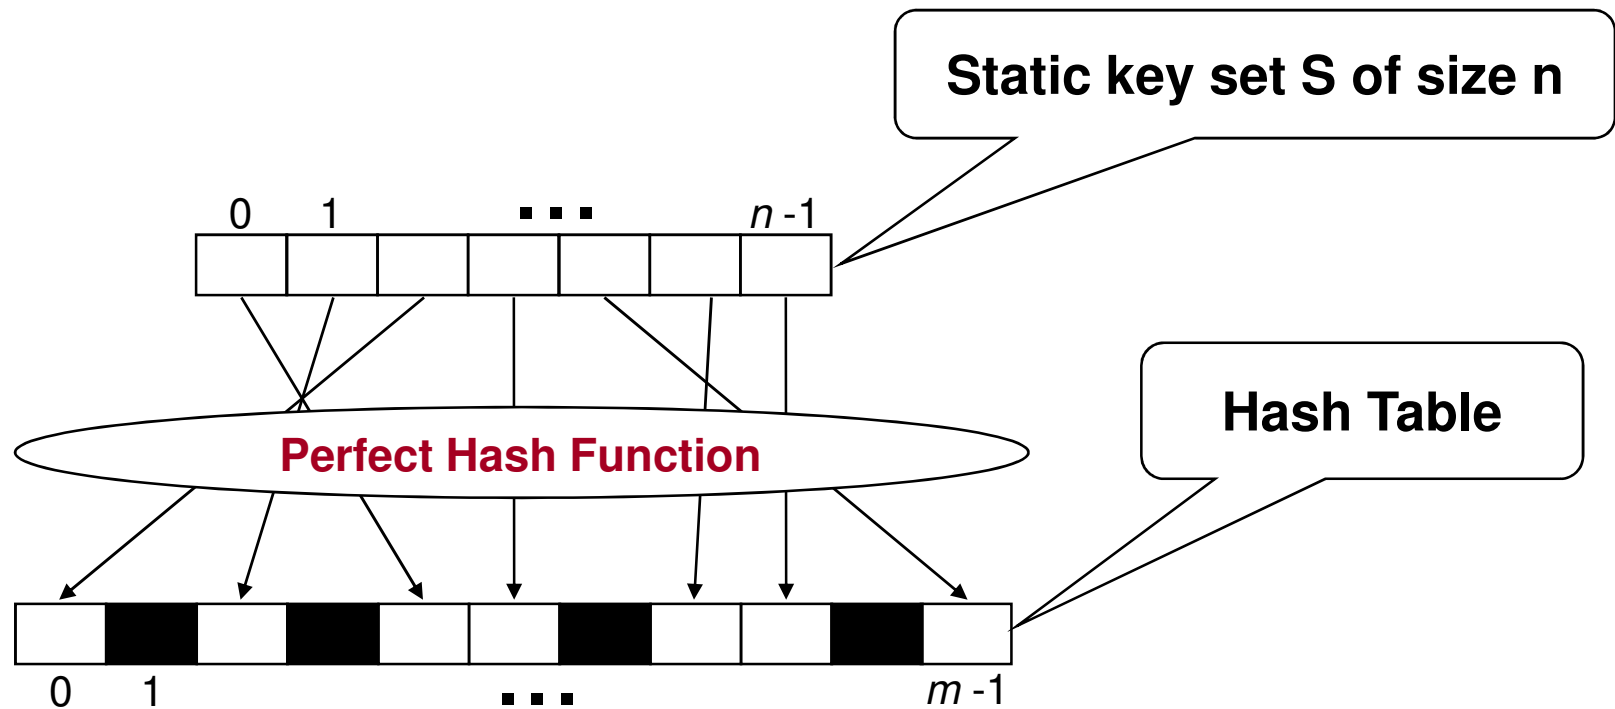 Static key set S of size n
0 1 ... n -1
Hash Table
Perfect Hash Function
0 1 ... m -1